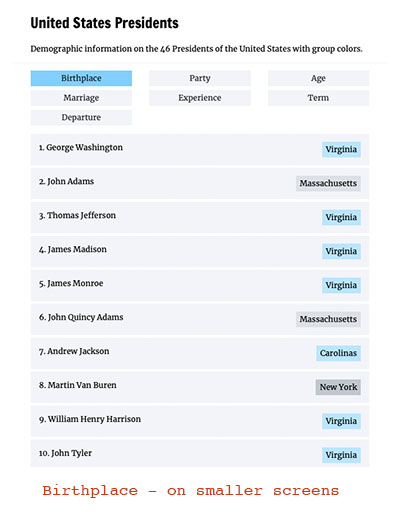 United States Presidents
Demographic information on the 46 Presidents of the United States with group colors.
Birthplace Party Age
Marriage Experience Term
Departure
1. George Washington Virginia
2. John Adams Massachusetts
3. Thomas Jefferson Virginia
4. James Madison Virginia
5. James Monroe Virginia
6. John Quincy Adams Massachusetts
7. Andrew Jackson Carolinas
8. Martin Van Buren New York
9. William Henry Harrison Virginia
10. John Tyler Virginia
Birthplace - on smaller screens